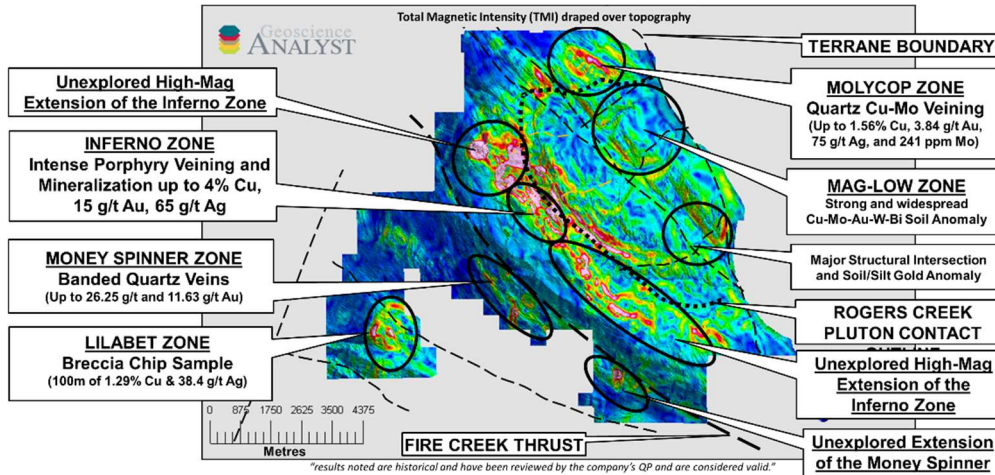 Total Magnetic Intensity (TMI) draped over topography
Geoscience
ANALYST
Unexplored High-Mag
Extension of the Inferno Zone
INFERNO ZONE
Intense Porphyry Veining and
Mineralization up to 4% Cu,
15 g/t Au, 65 g/t Ag
MONEY SPINNER ZONE
Banded Quartz Veins
(Up to 26.25 g/t and 11.63 g/t Au)
LILABET ZONE
Breccia Chip Sample
(100m of 1.29% Cu & 38.4 g/t Ag)
TERRANE BOUNDARY
MOLYCOP ZONE
Quartz Cu-Mo Veining
(Up to 1.56% Cu, 3.84 g/t Au,
75 g/t Ag, and 241 ppm Mo)
MAG-LOW ZONE
Strong and widespread
Cu-Mo-Au-W-Bi Soil Anomaly
Major Structural Intersection
and Soil/Silt Gold Anomaly
ROGERS CREEK
PLUTON CONTACT
Unexplored High-Mag
Extension of the
Inferno Zone
Unexplored Extension
of the Money Spinner
FIRE CREEK THRUST
0 875 1750 2625 3500 4375
Metres
"results noted are historical and have been reviewed by the company's QP and are considered valid."